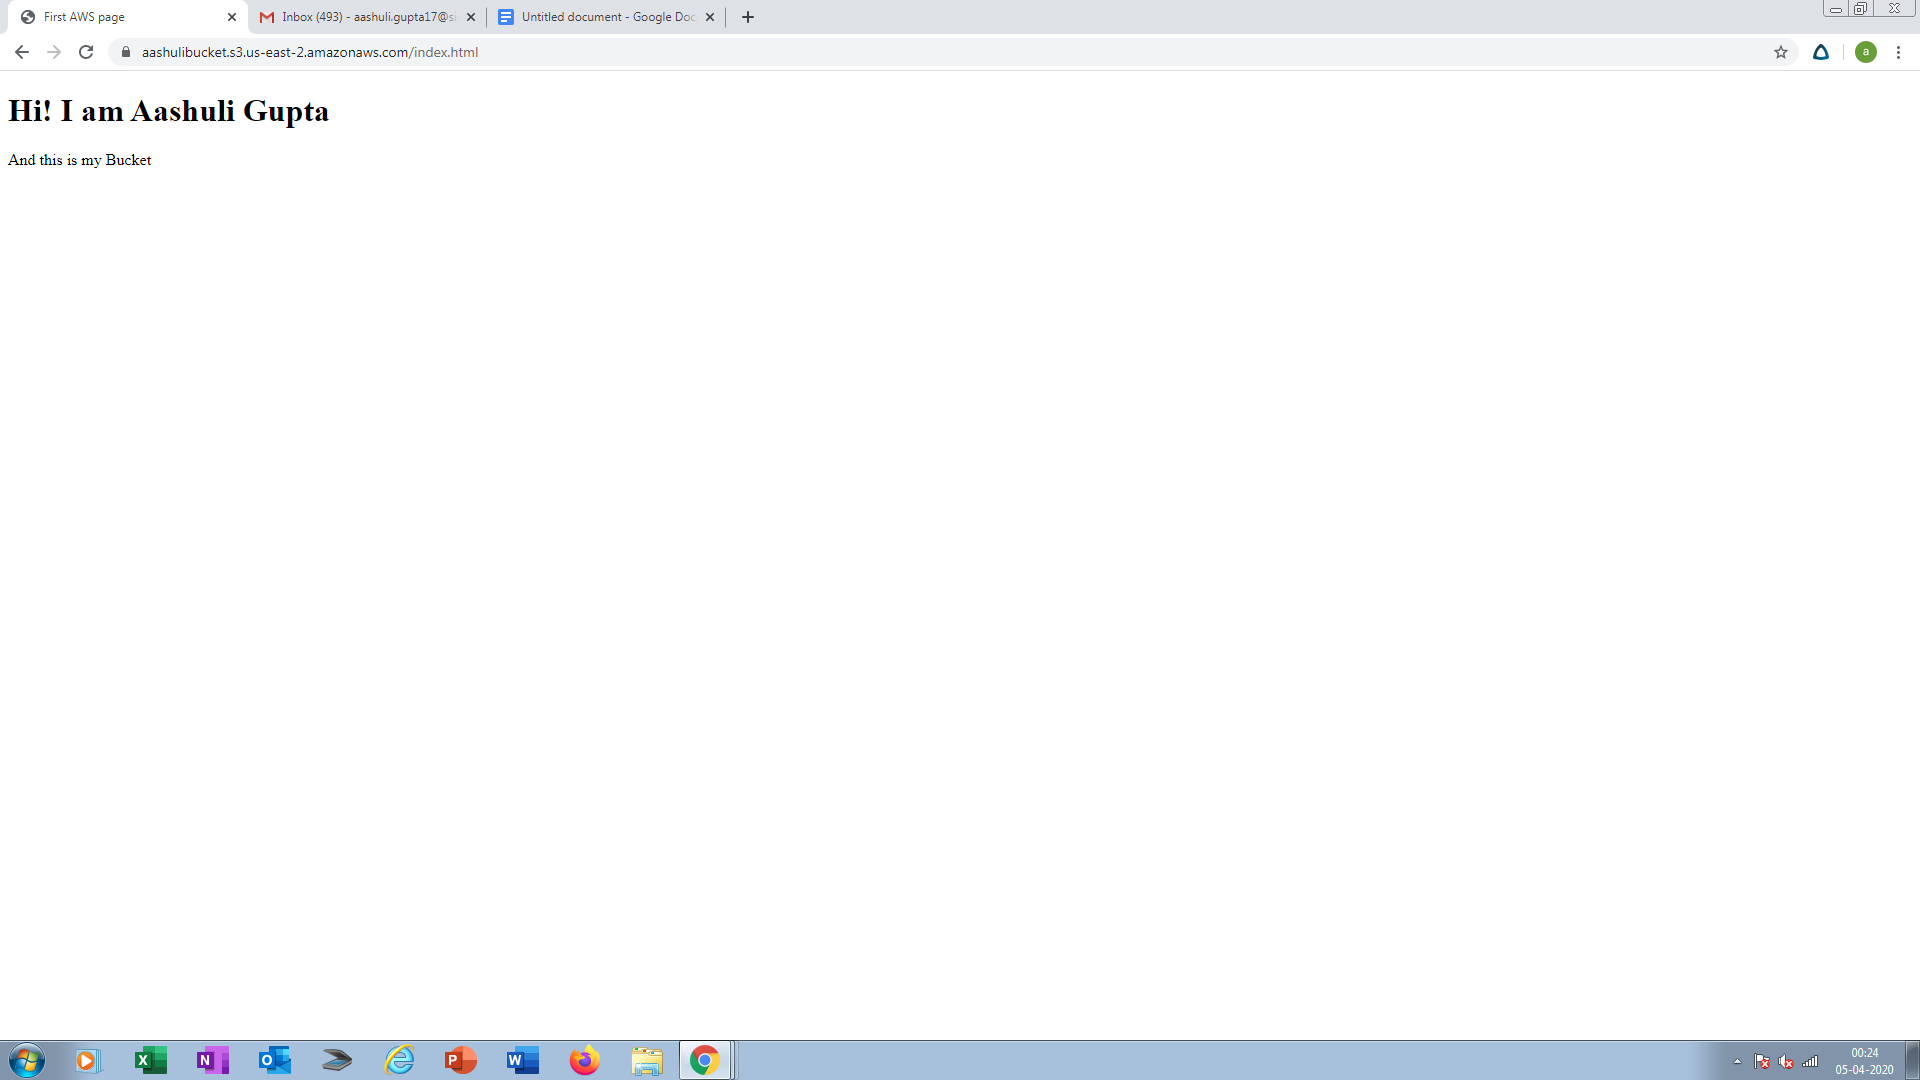 First AWS page
Inbox (493) - aashuli.gupta17@si
Untitled document - Google Doc
aashulibucket.s3.us-east-2.amazonaws.com/index.html
a
Hi! I am Aashuli Gupta
And this is my Bucket
X
N
O
P
W
00:24
05-04-2020